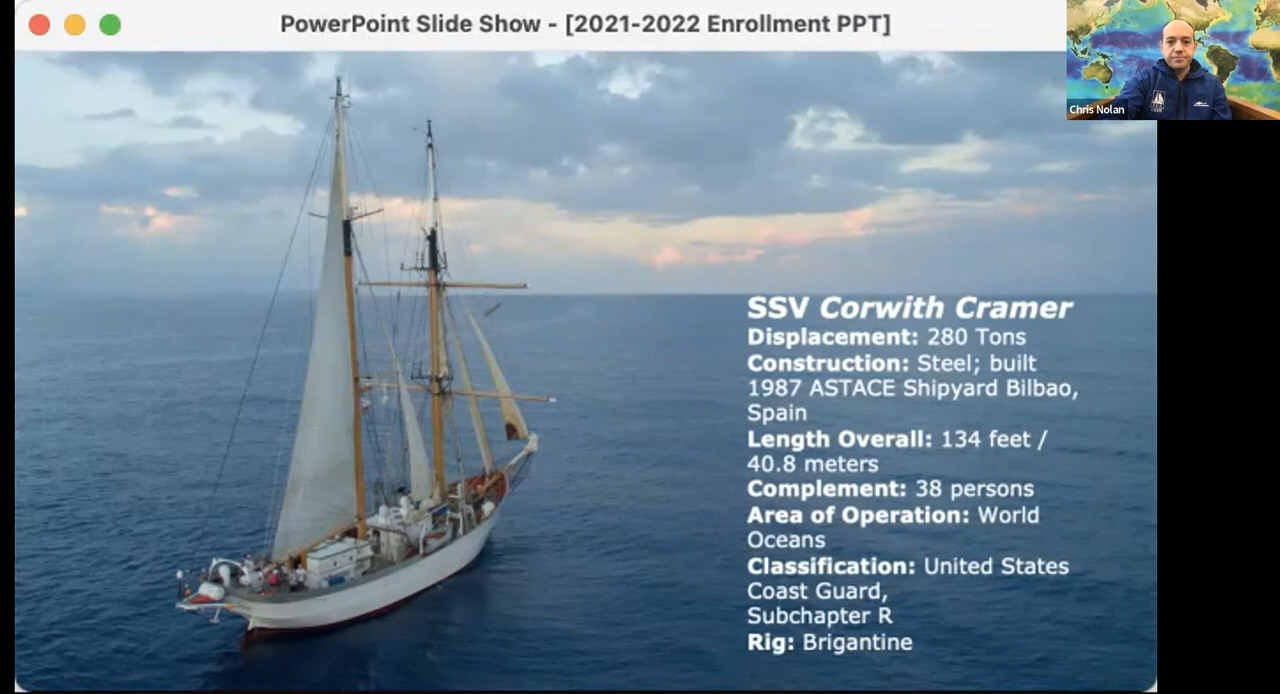 PowerPoint Slide Show - [2021-2022 Enrollment PPT]
Chris Nolan
SSV Corwith Cramer
Displacement: 280 Tons
Construction: Steel; built
1987 ASTACE Shipyard Bilbao,
Spain
Length Overall: 134 feet /
40.8 meters
Complement: 38 persons
Area of Operation: World
Oceans
Classification: United States
Coast Guard,
Subchapter R
Rig: Brigantine